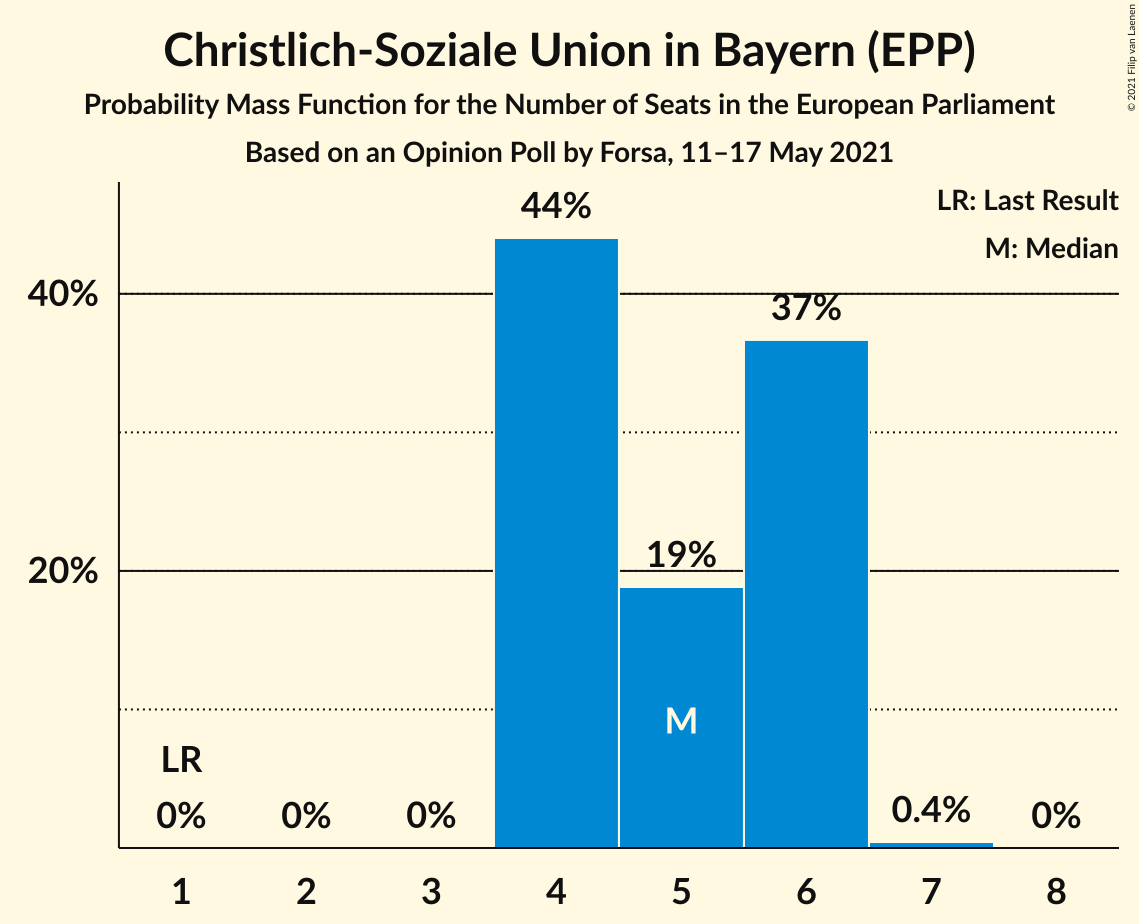 Christlich-Soziale Union in Bayern (EPP)
Probability Mass Function for the Number of Seats in the European Parliament
Based on an Opinion Poll by Forsa, 11–17 May 2021
© 2021 Filip van Laenen
LR: Last Result
M: Median
44%
40%
37%
19%
20%
M
LR
0%
0%
0%
0.4%
0%
1
2
3
4
5
6
7
8